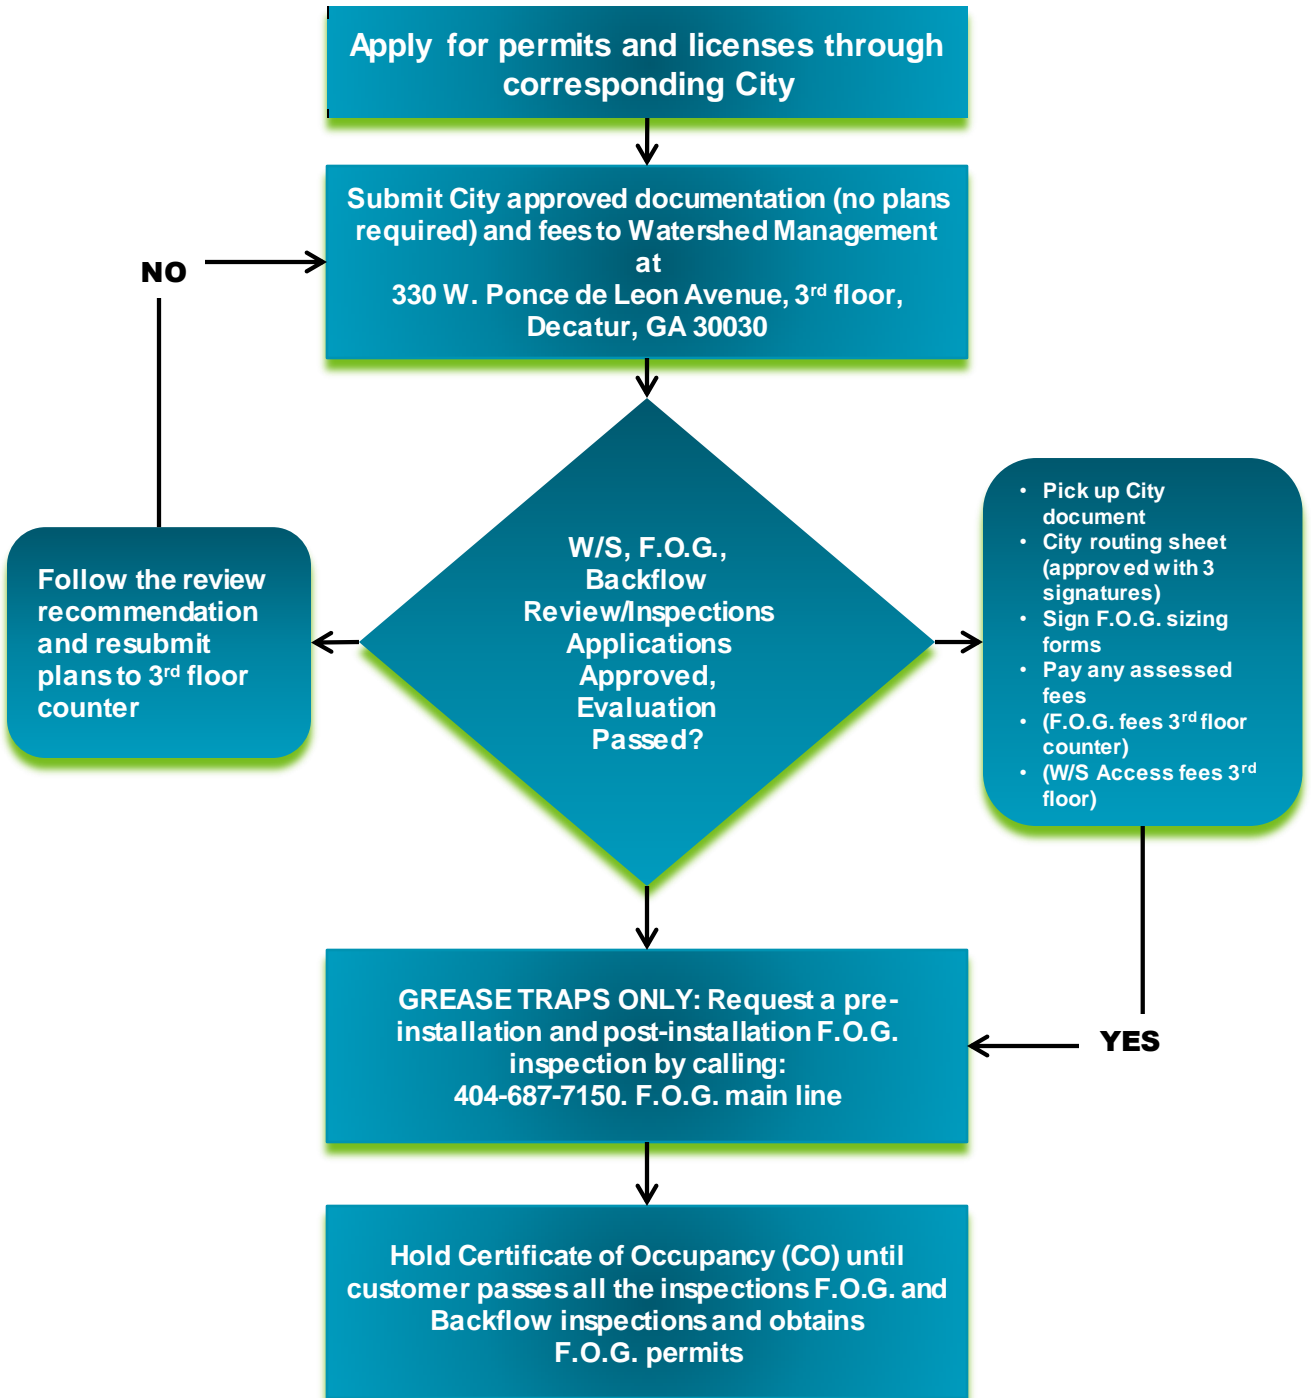 Apply for permits and licenses through
corresponding City
Submit City approved documentation (no plans
required) and fees to Watershed Management
at
330 W. Ponce de Leon Avenue, 3rd floor,
Decatur, GA 30030
NO
W/S, F.O.G.,
Backflow
Review/Inspections
Applications
Approved,
Evaluation
Passed?
Follow the review
recommendation
and resubmit
plans to 3rd floor
counter
• Pick up City
document
• City routing sheet
(approved with 3
signatures)
• Sign F.O.G. sizing
forms
• Pay any assessed
fees
• (F.O.G. fees 3rd floor
counter)
• (W/S Access fees 3rd
floor)
YES
GREASE TRAPS ONLY: Request a pre-
installation and post-installation F.O.G.
inspection by calling:
404-687-7150. F.O.G. main line
Hold Certificate of Occupancy (CO) until
customer passes all the inspections F.O.G. and
Backflow inspections and obtains
F.O.G. permits